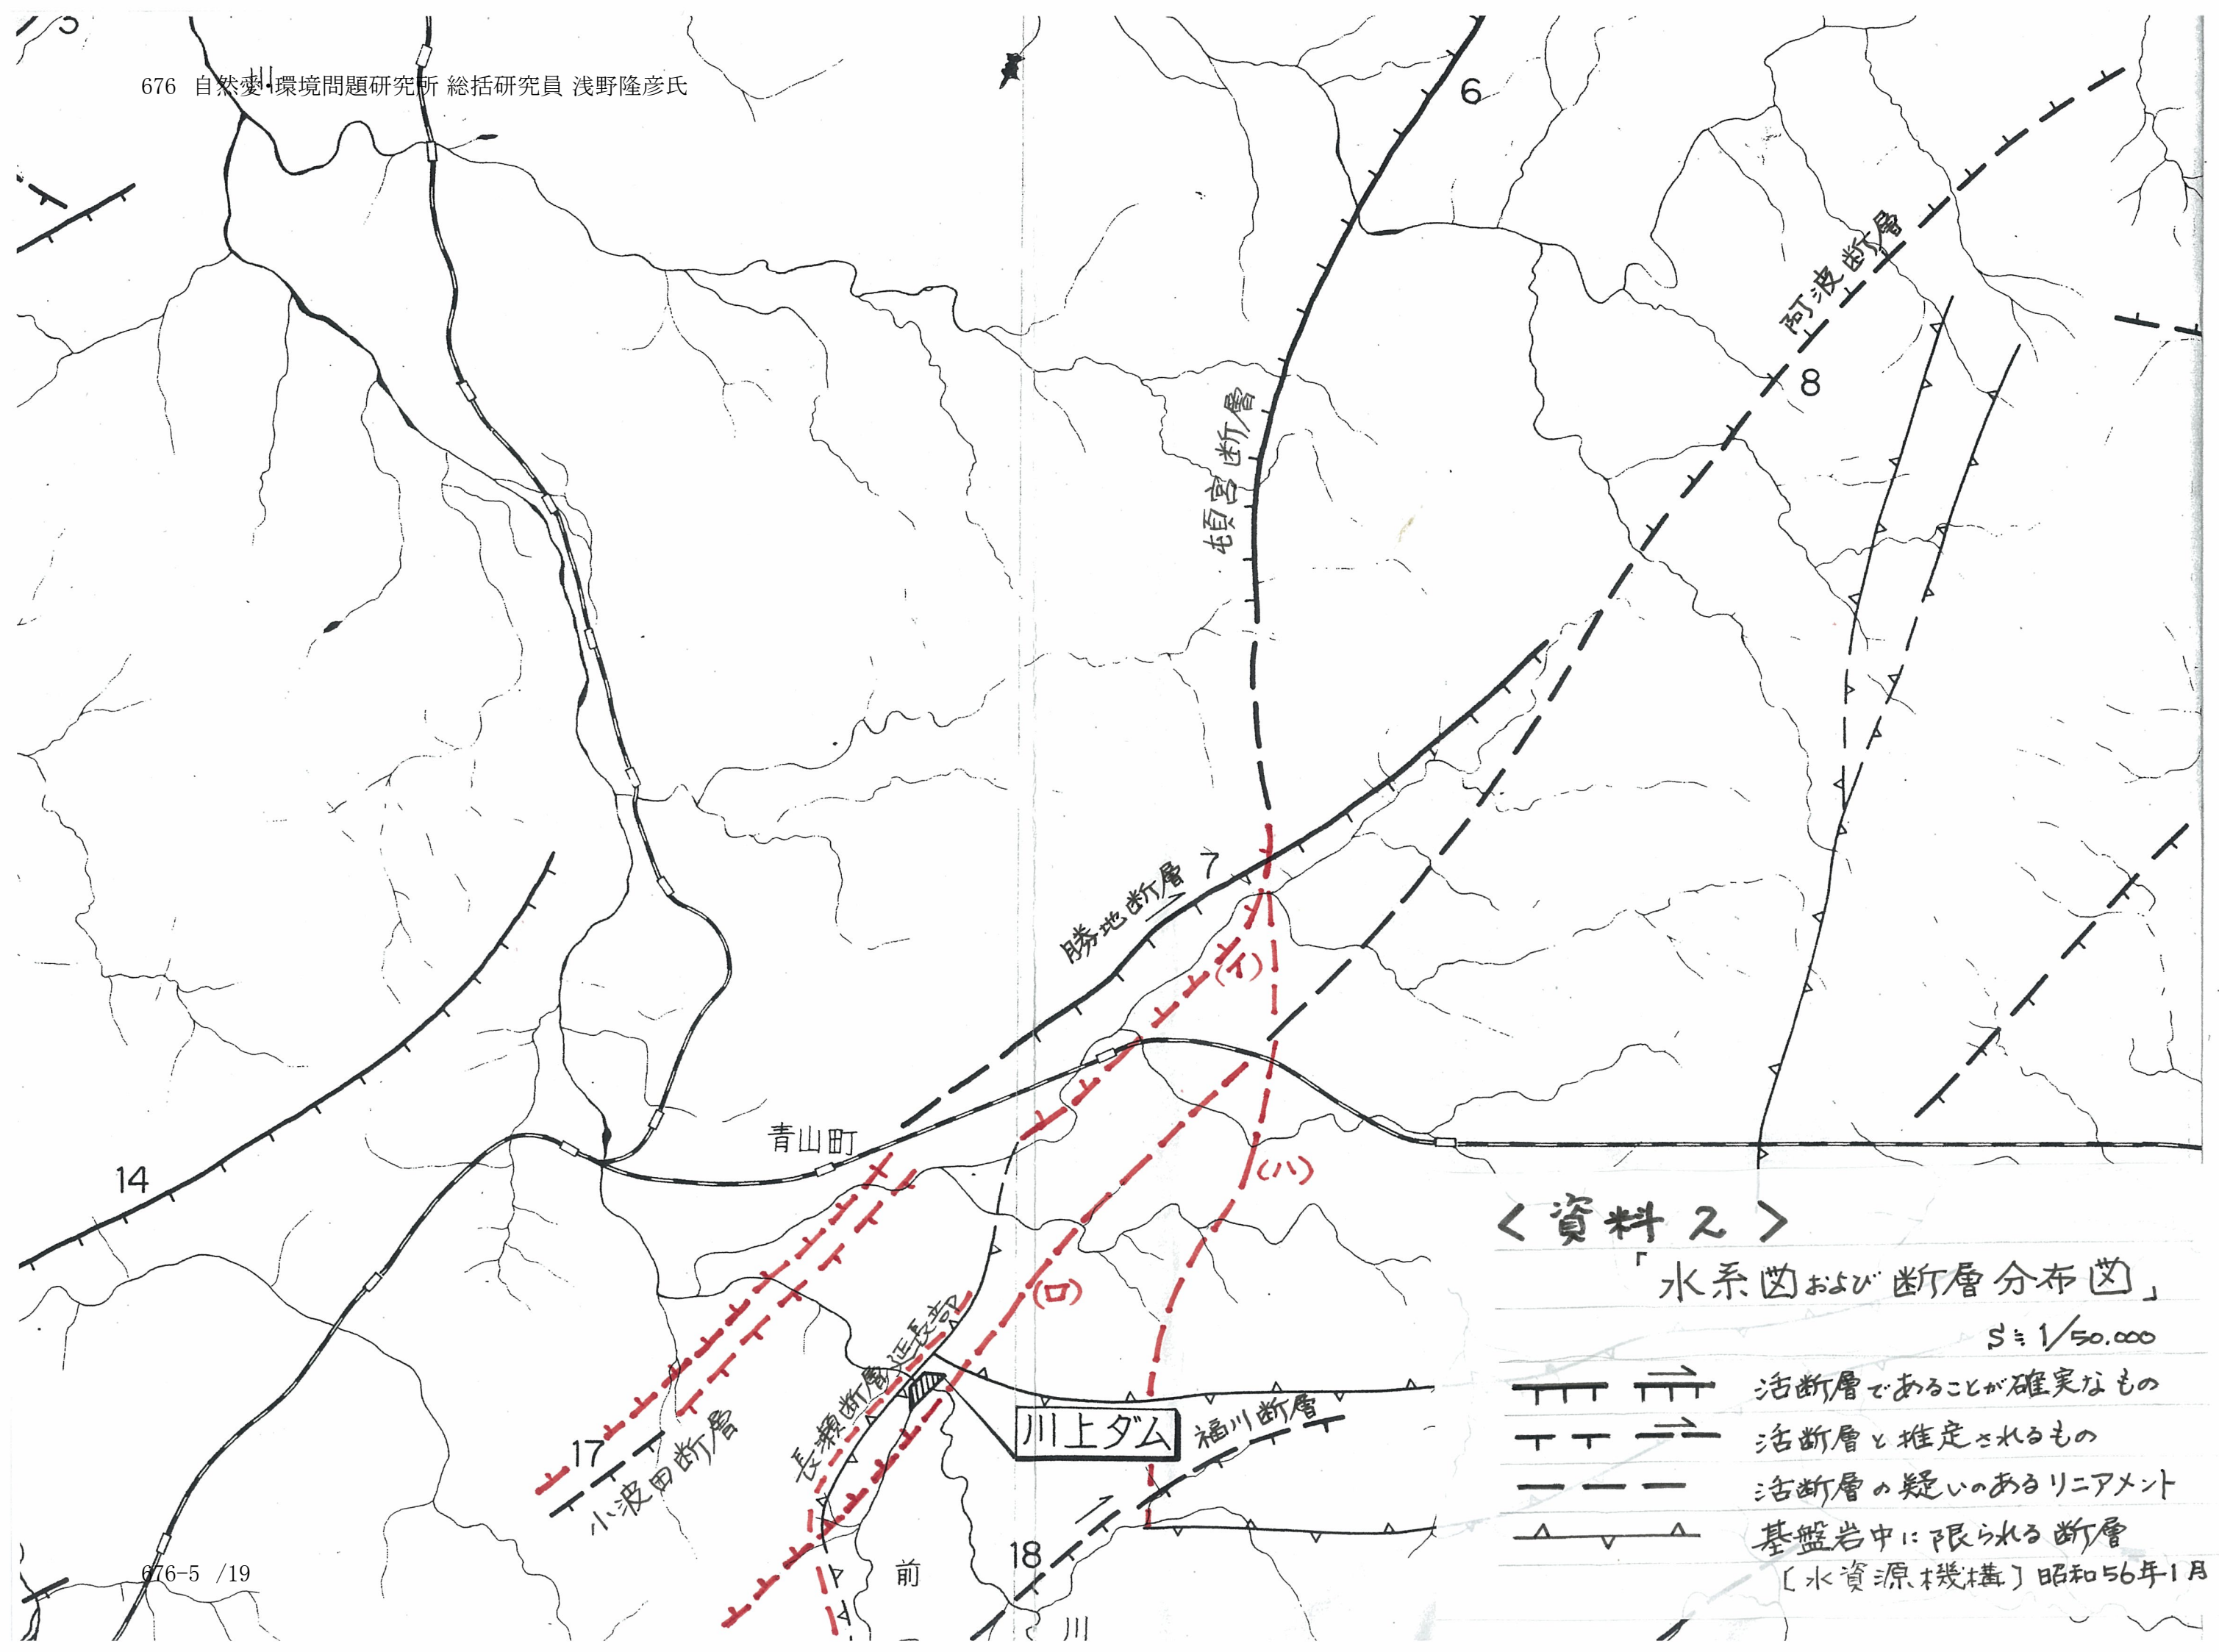 5
川
676 自然愛・環境問題研究所 総括研究員 浅野隆彦氏
6
阿波断層
8
頓宮断層
勝地断層 7
(イ)
青山町
14
(ハ)
(ロ)
長瀬断層延長部
17
小波田断層
川上ダム
福川断層
18
前
川
676-5 /19
<資料2>
「水系図および断層分布図」
S≒1/50.000
活断層であることが確実なもの
活断層と推定されるもの
活断層の疑いのあるリニアメント
基盤岩中に限られる断層
[水資源機構] 昭和56年1月